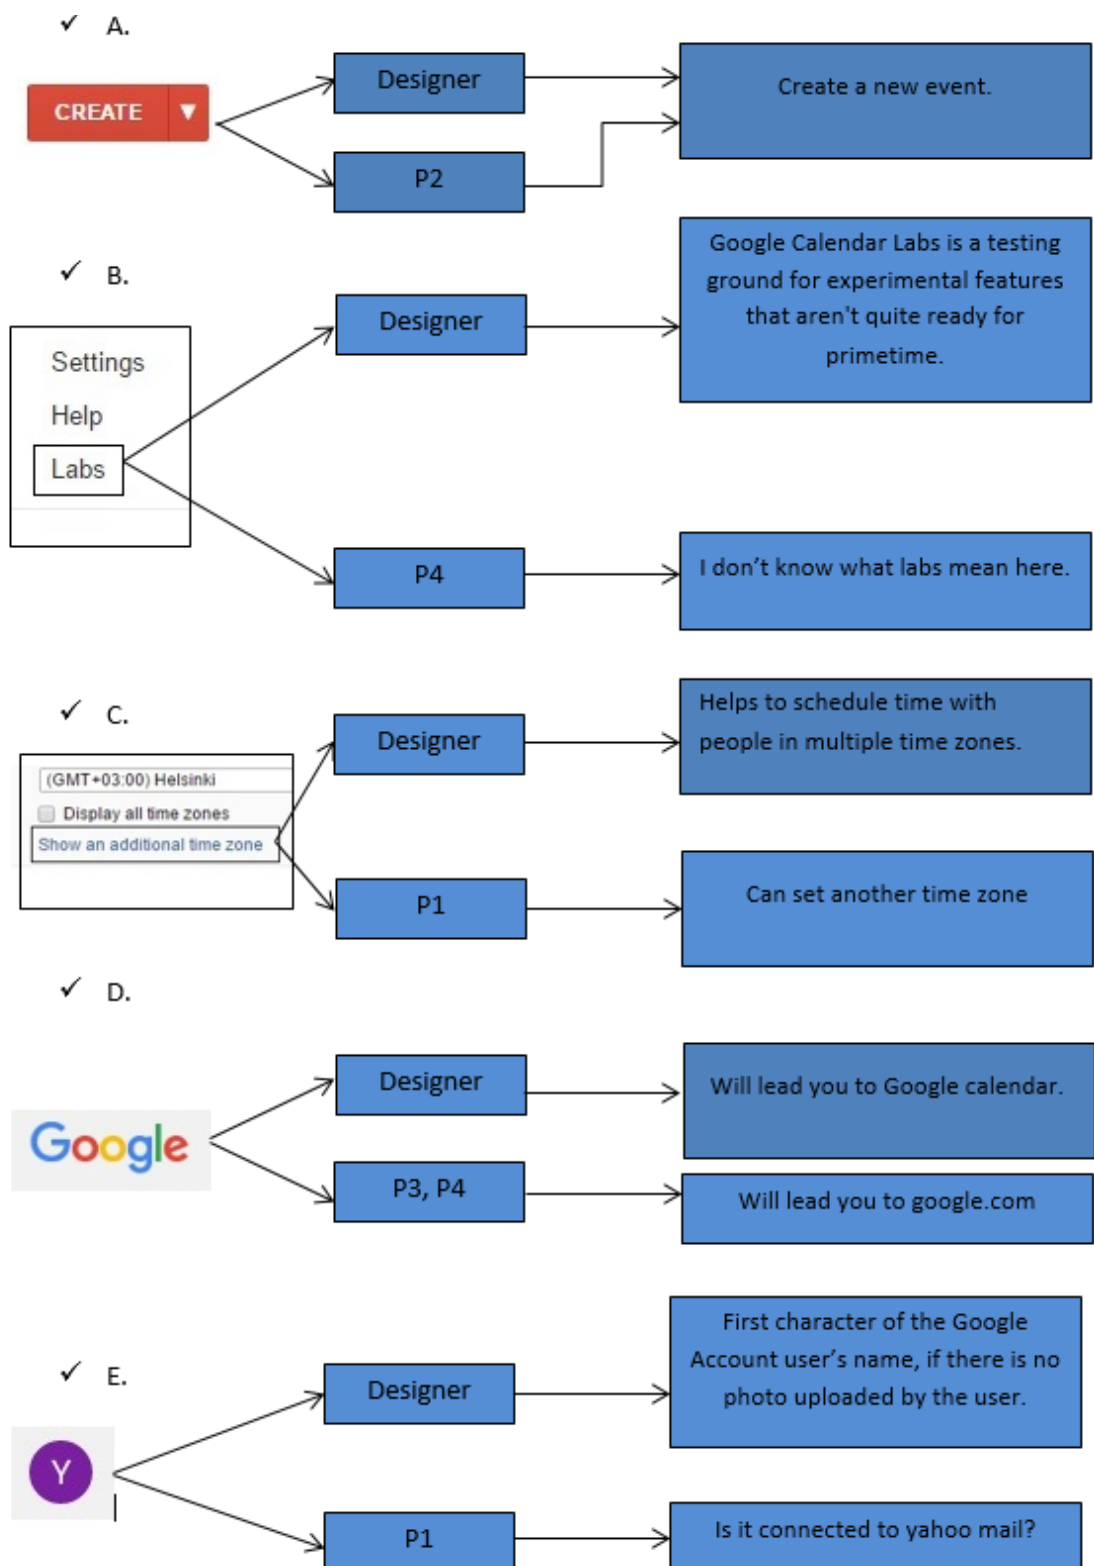 ✓ A.
CREATE ▼
Designer
Create a new event.
P2
✓ B.
Settings
Help
Labs
Designer
Google Calendar Labs is a testing
ground for experimental features
that aren't quite ready for
primetime.
P4
I don’t know what labs mean here.
✓ C.
(GMT+03:00) Helsinki
Display all time zones
Show an additional time zone
Designer
Helps to schedule time with
people in multiple time zones.
P1
Can set another time zone
✓ D.
Google
Designer
Will lead you to Google calendar.
P3, P4
Will lead you to google.com
✓ E.
Y
Designer
First character of the Google
Account user’s name, if there is no
photo uploaded by the user.
P1
Is it connected to yahoo mail?